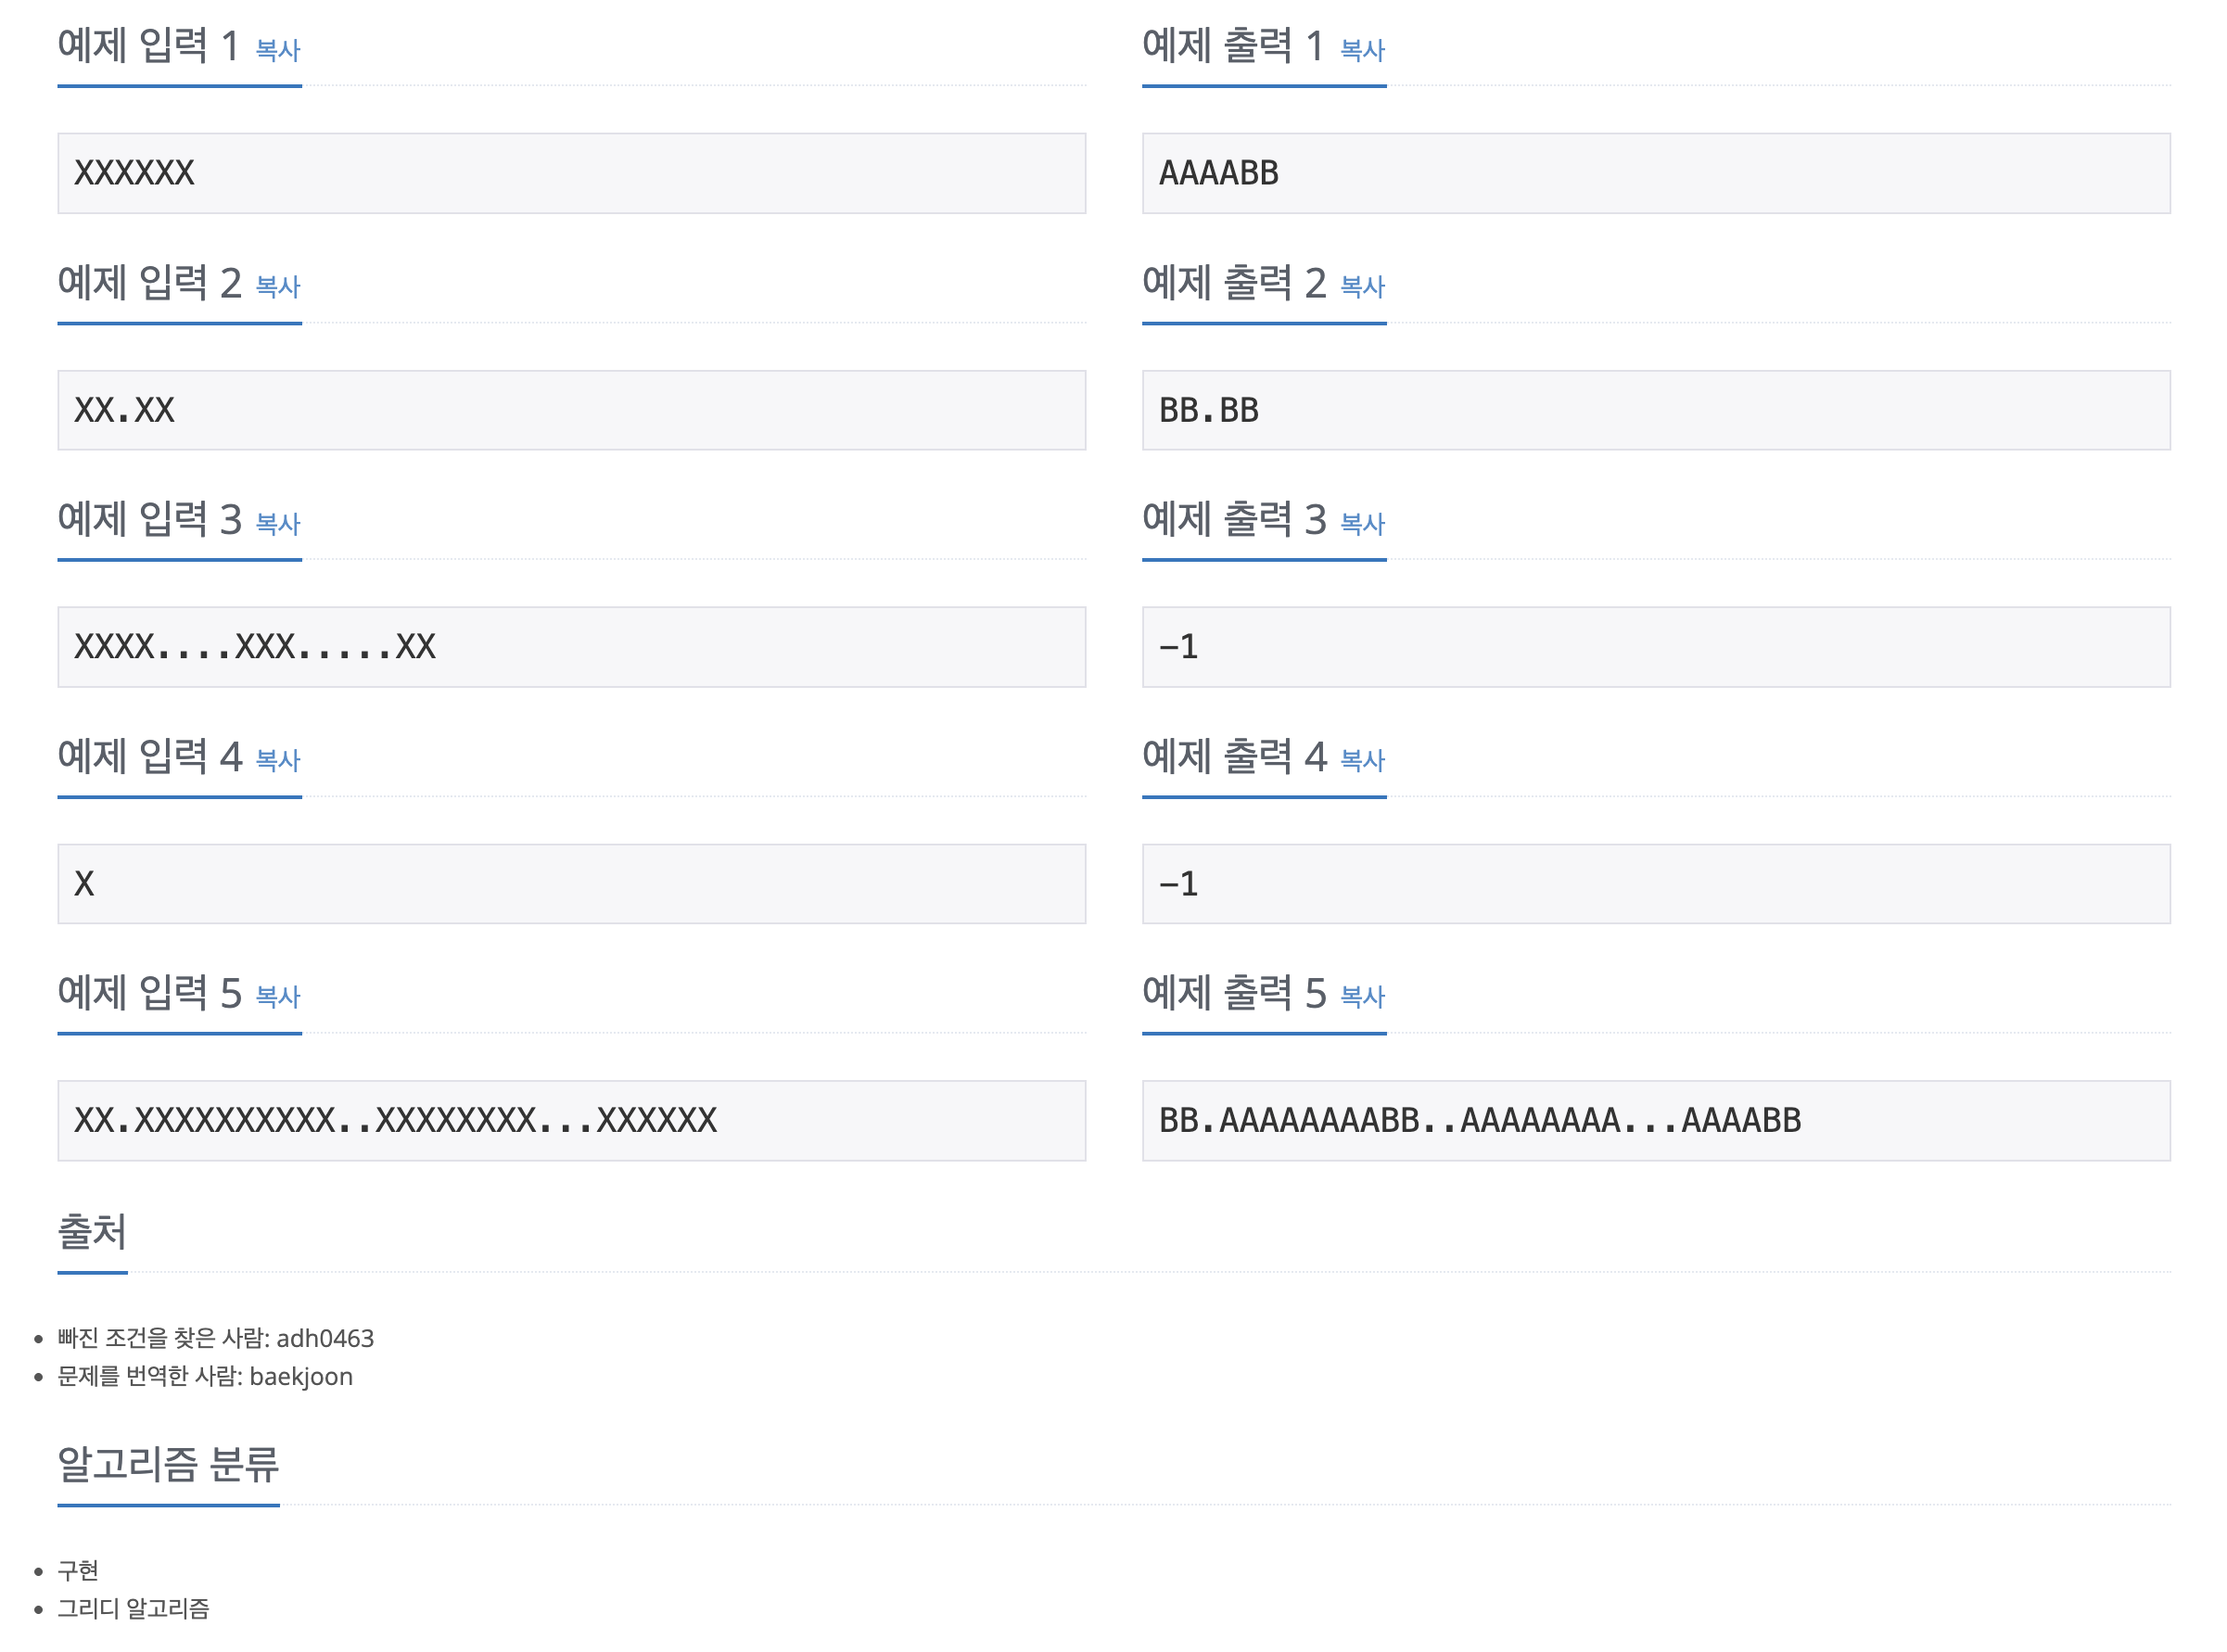 예제 입력 1 복사
예제 출력 1 복사
XXXXXX
AAAABB
예제 입력 2 복사
예제 출력 2 복사
XX.XX
BB.BB
예제 입력 3 복사
예제 출력 3 복사
XXXX....XXX.....XX
-1
예제 입력 4 복사
예제 출력 4 복사
X
-1
예제 입력 5 복사
예제 출력 5 복사
XX.XXXXXXXXXX..XXXXXXXX...XXXXXX
BB.AAAAAAAABB..AAAAAAAA...AAAABB
출처
빠진 조건을 찾은 사람: adh0463
문제를 번역한 사람: baekjoon
알고리즘 분류
구현
그리디 알고리즘